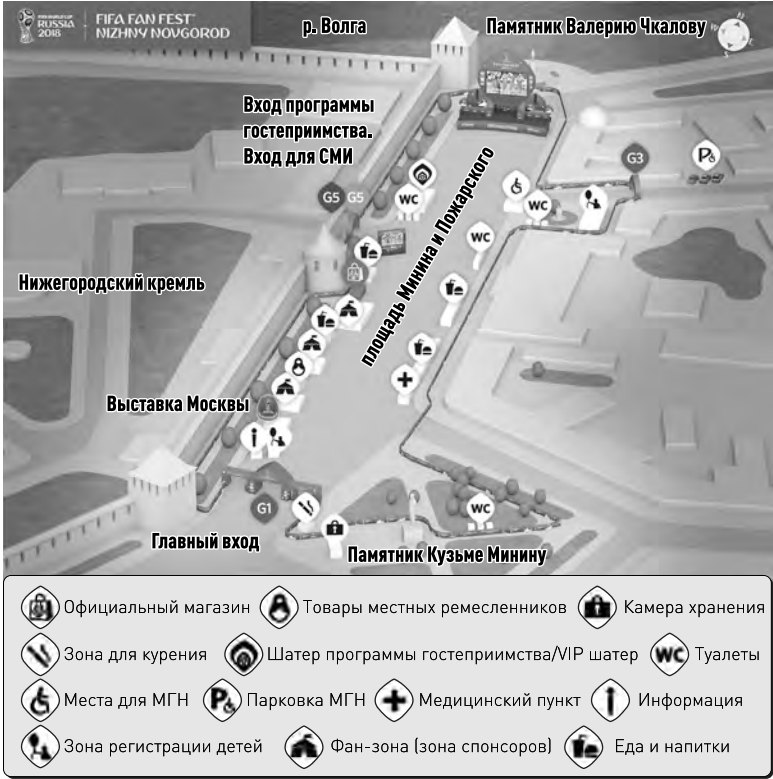 FIFA WORLD CUP
RUSSIA
2018
FIFA FAN FEST™
NIZHNY NOVGOROD
р. Волга
Памятник Валерию Чкалову
Вход программы
гостеприимства.
Вход для СМИ
G3
P
G5 G5
WC
WC
WC
площадь Минина и Пожарского
Нижегородский кремль
Выставка Москвы
G1
WC
Главный вход
Памятник Кузьме Минину
Официальный магазин
Товары местных ремесленников
Камера хранения
Зона для курения
Шатер программы гостеприимства/VIP шатер
WC Туалеты
Места для МГН
P Парковка МГН
Медицинский пункт
Информация
Зона регистрации детей
Фан-зона (зона спонсоров)
Еда и напитки